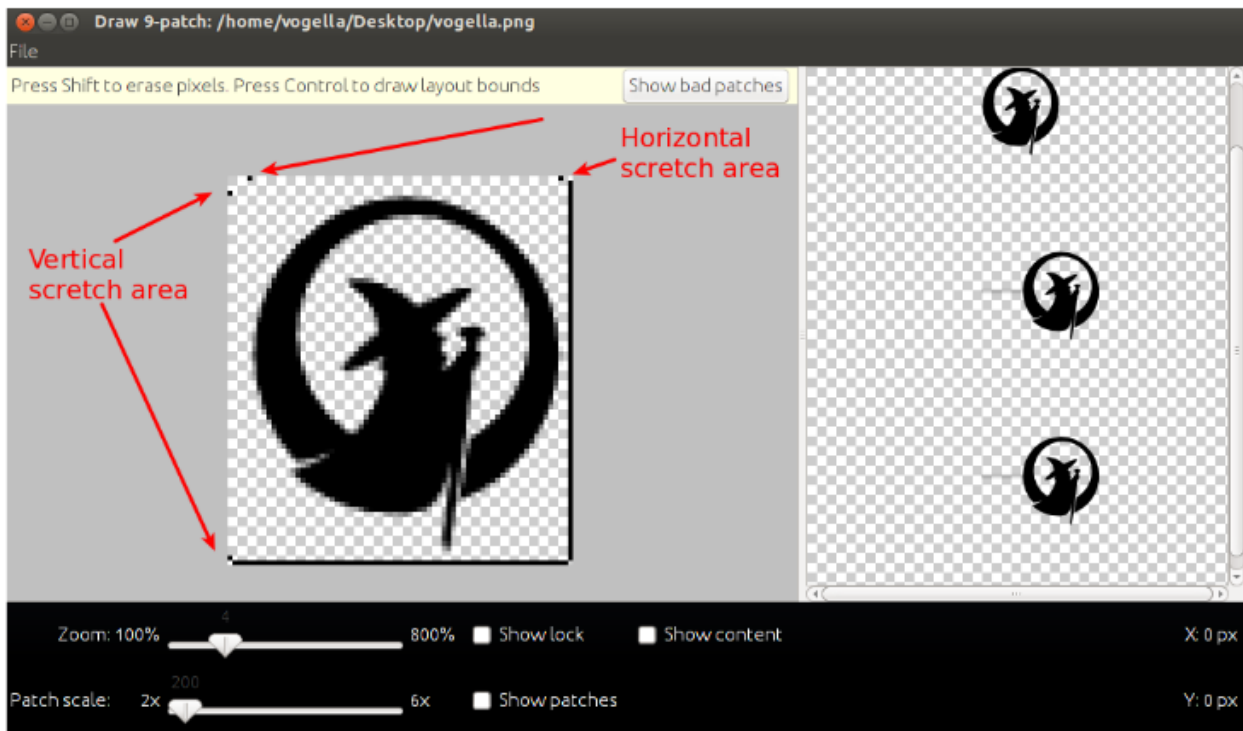 Draw 9-patch: /home/vogella/Desktop/vogella.png
File
Press Shift to erase pixels. Press Control to draw layout bounds
Show bad patches
Horizontal
scretch area
Vertical
scretch area
4
Zoom: 100% 800% Show lock Show content X: 0 px
200
Patch scale: 2x 6x Show patches Y: 0 px